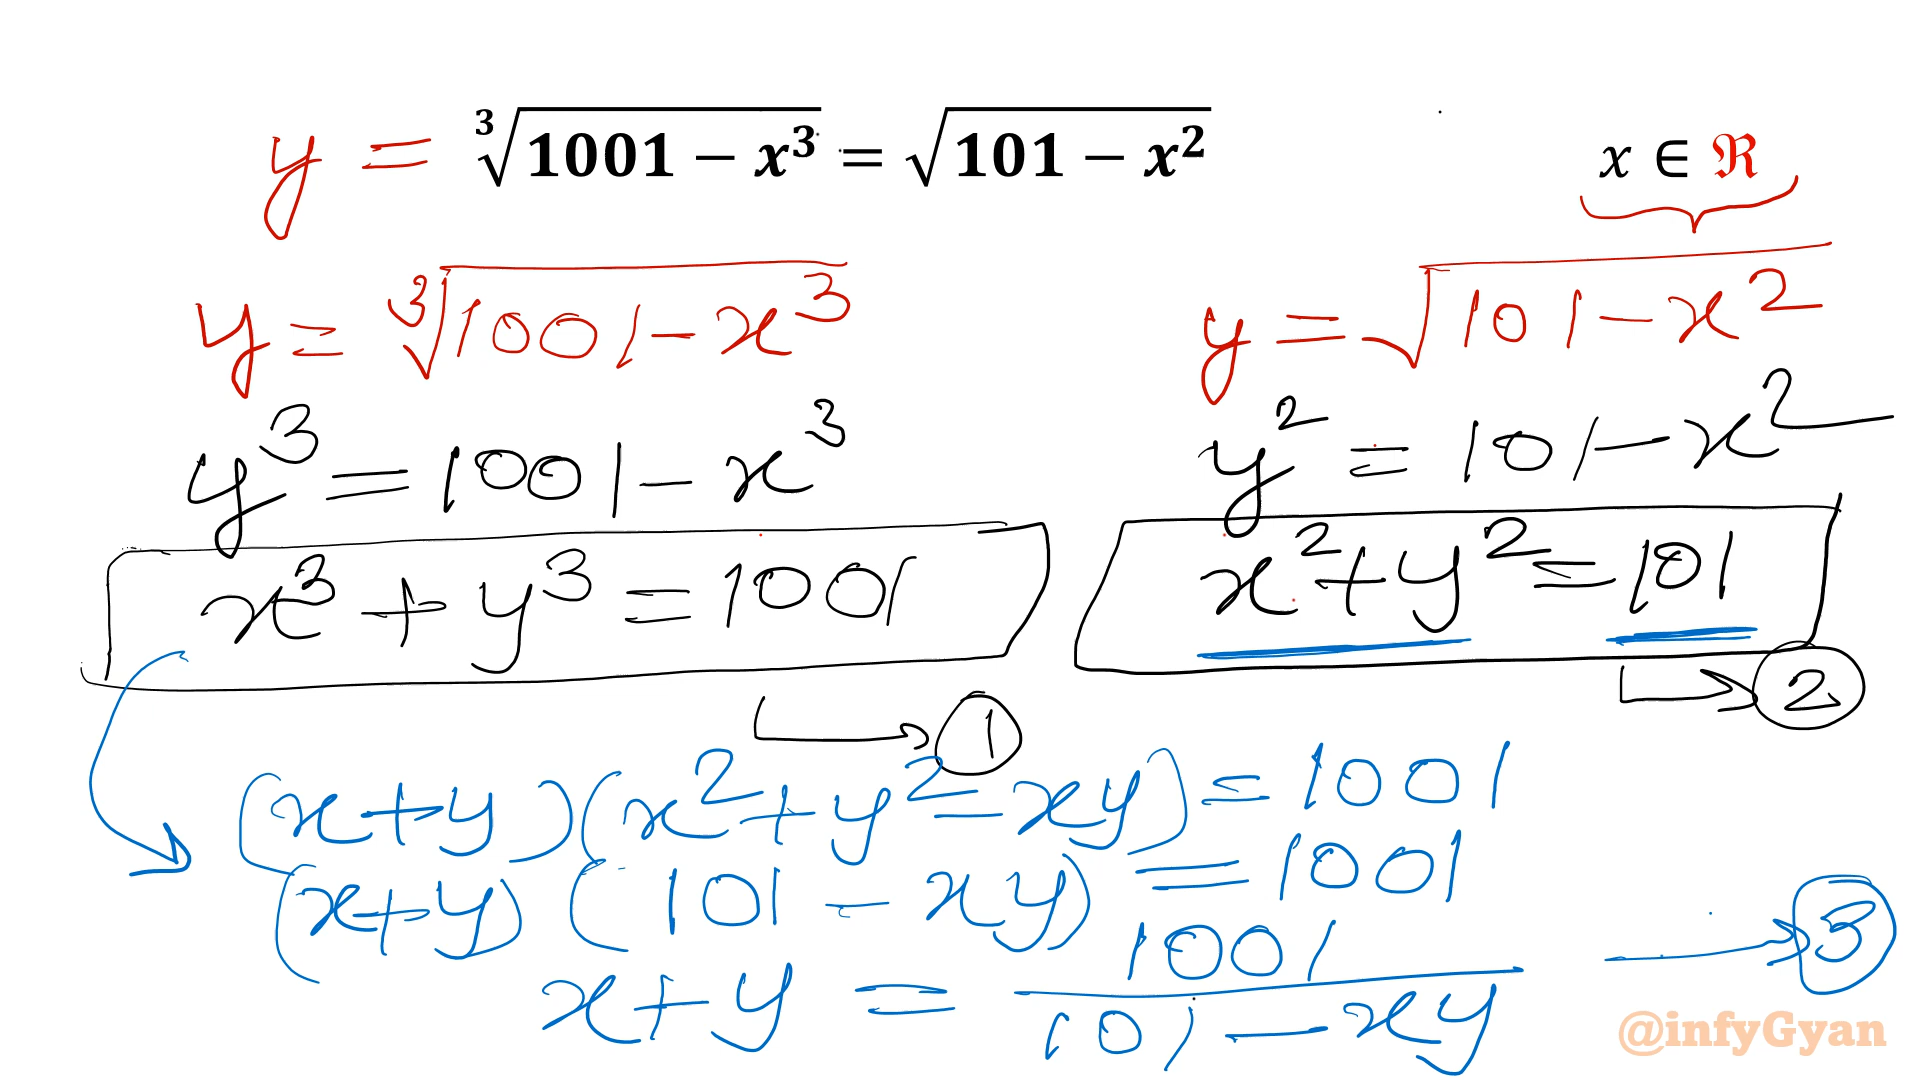 y = ∛(1001 − x³) = √(101 − x²) x ∈ ℜ
y = ∛(1001 − x³) y = √(101 − x²)
y³ = 1001 − x³ y² = 101 − x²
x³ + y³ = 1001 x² + y² = 101
1 2
(x+y)(x² + y² − xy) = 1001
(x+y)(101 − xy) = 1001
x + y = 1001/(101 − xy) 3
@infyGyan